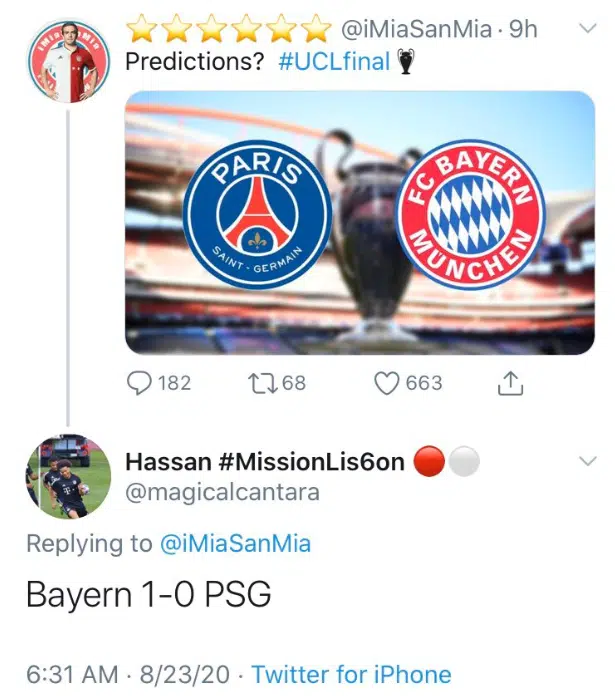 ⭐⭐⭐⭐⭐⭐ @iMiaSanMia · 9h
Predictions? #UCLfinal 
PARIS
SAINT-GERMAIN
FC BAYERN
MÜNCHEN
182 68 663
Hassan #MissionLis6on 🔴⚪
@magicalcantara
Replying to @iMiaSanMia
Bayern 1-0 PSG
6:31 AM · 8/23/20 · Twitter for iPhone